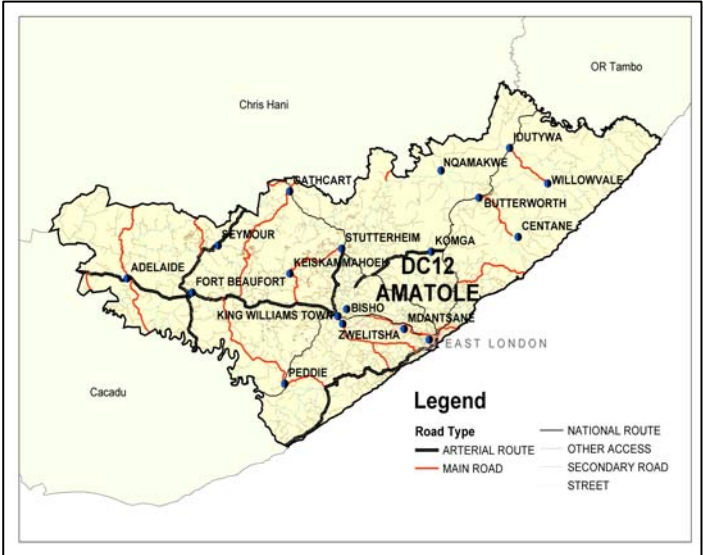 OR Tambo
Chris Hani
IDUTYWA
NQAMAKWE
CATHCART
WILLOWVALE
BUTTERWORTH
SEYMOUR
STUTTERHEIM
CENTANE
KOMGA
KEISKAMMAHOEK
DC12
AMATOLE
ADELAIDE
FORT BEAUFORT
BISHO
KING WILLIAMS TOWN
MDANTSANE
ZWELITSHA
EAST LONDON
PEDDIE
Cacadu
Legend
Road Type
ARTERIAL ROUTE
MAIN ROAD
NATIONAL ROUTE
OTHER ACCESS
SECONDARY ROAD
STREET